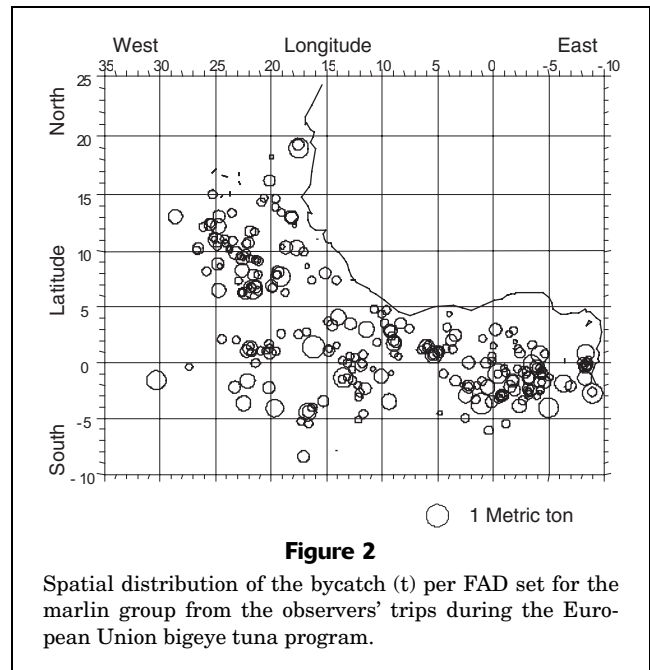 West Longitude East
35 30 25 20 15 10 5 0 -5 -10
25
North
20
15
10
Latitude
5
0
-5
South
-10
1 Metric ton
Figure 2
Spatial distribution of the bycatch (t) per FAD set for the
marlin group from the observers' trips during the Euro-
pean Union bigeye tuna program.